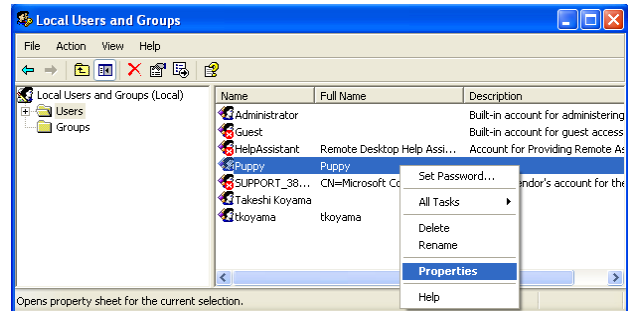 Local Users and Groups
File Action View Help
Local Users and Groups (Local)
Users
Groups
Name Full Name Description
Administrator Built-in account for administering
Guest Built-in account for guest access
HelpAssistant Remote Desktop Help Assi... Account for Providing Remote As
Puppy Puppy
SUPPORT_38... CN=Microsoft Co endor's account for the
Takeshi Koyama
tkoyama tkoyama
Set Password...
All Tasks
Delete
Rename
Properties
Help
Opens property sheet for the current selection.